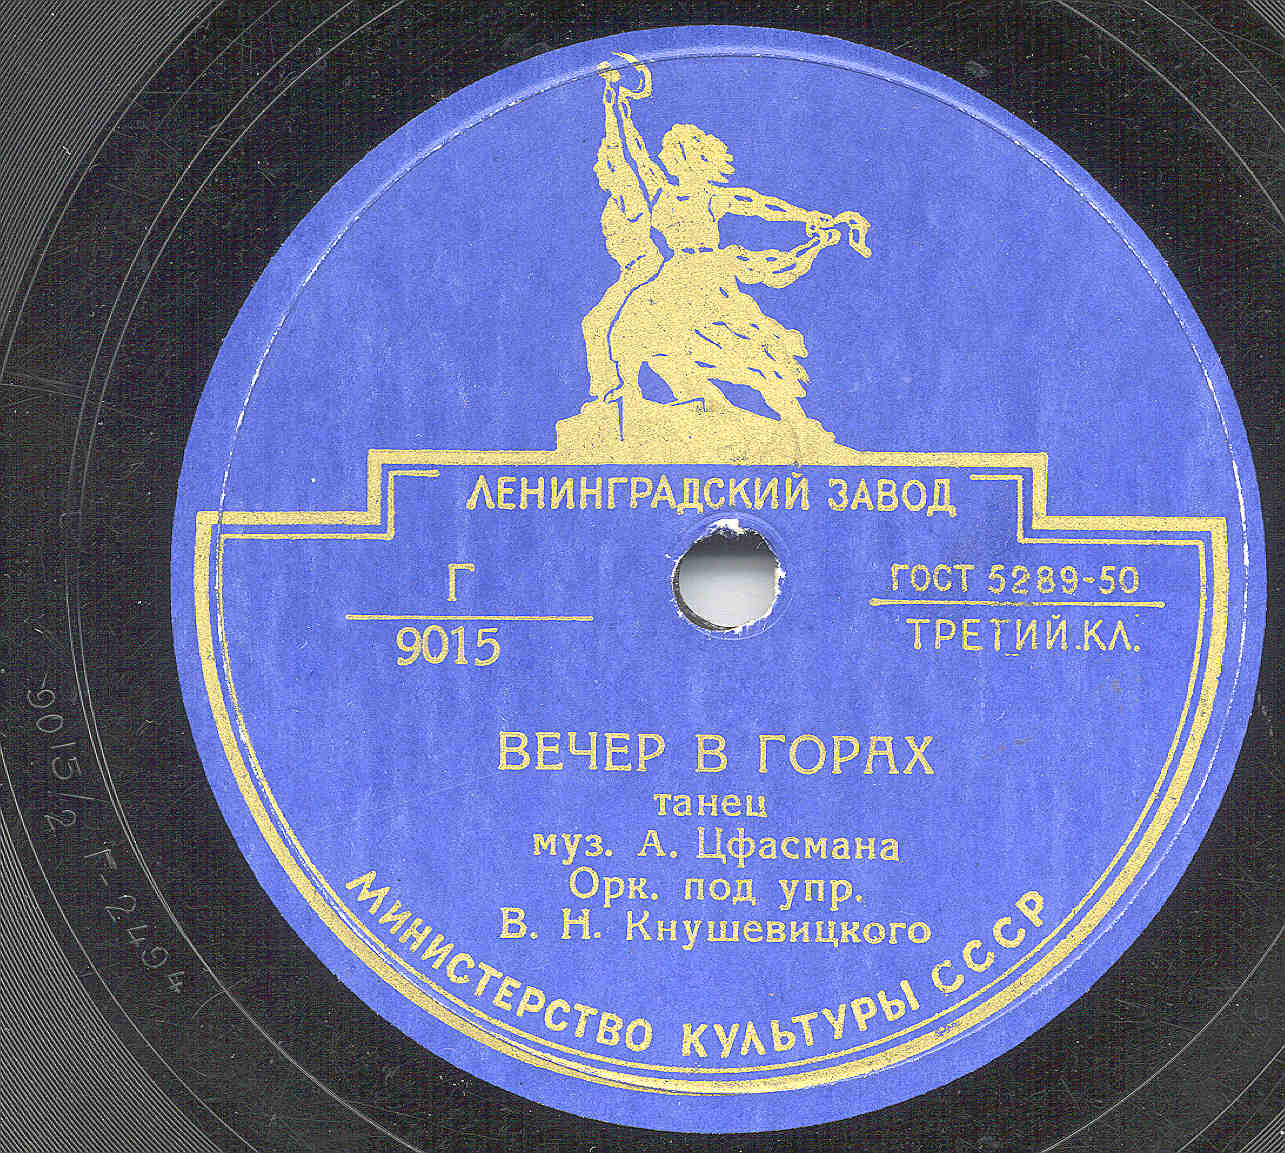 ЛЕНИНГРАДСКИЙ ЗАВОД
Г
9015
ГОСТ 5289-50
ТРЕТИЙ.КЛ.
ВЕЧЕР В ГОРАХ
танец
муз. А. Цфасмана
Орк. под упр.
В. Н. Кнушевицкого
МИНИСТЕРСТВО КУЛЬТУРЫ СССР
9015/2 Г-2494